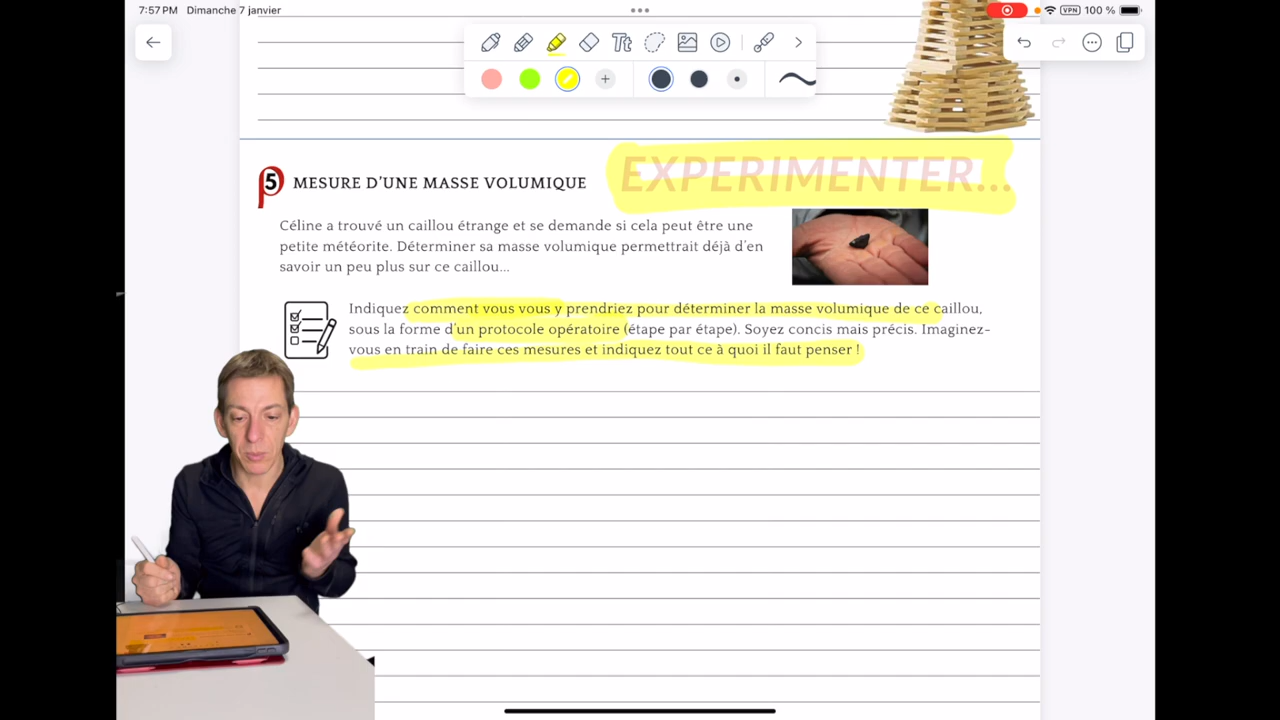 7:57 PM Dimanche 7 janvier
VPN 100 %
Tt
EXPERIMENTER...
5 MESURE D'UNE MASSE VOLUMIQUE
Céline a trouvé un caillou étrange et se demande si cela peut être une
petite météorite. Déterminer sa masse volumique permettrait déjà d'en
savoir un peu plus sur ce caillou...
Indiquez comment vous vous y prendriez pour déterminer la masse volumique de ce caillou,
sous la forme d'un protocole opératoire (étape par étape). Soyez concis mais précis. Imaginez-
vous en train de faire ces mesures et indiquez tout ce à quoi il faut penser !